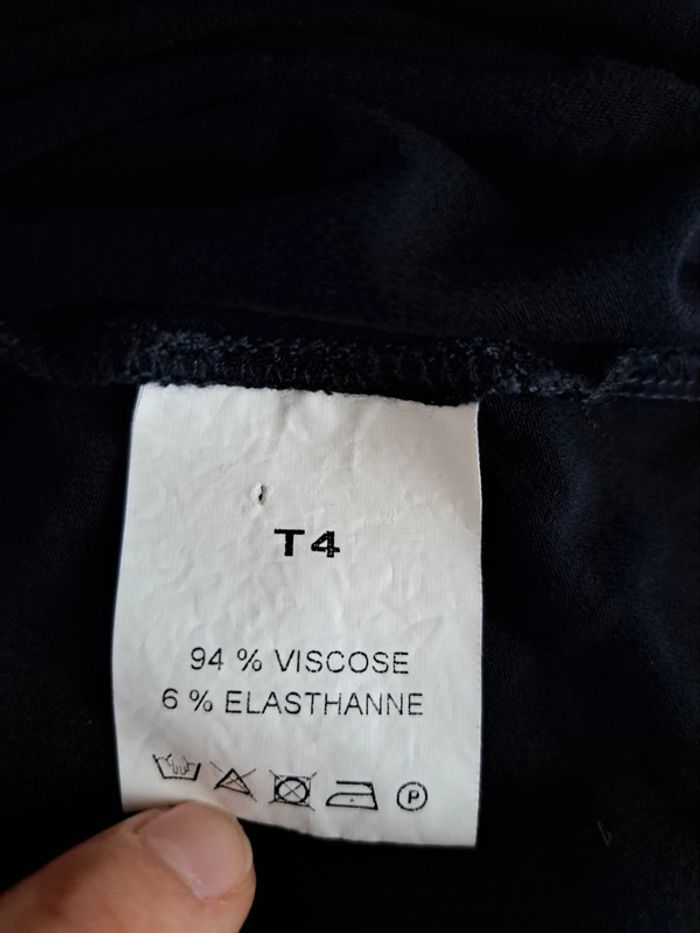 T4
94 % VISCOSE
6 % ELASTHANNE
P